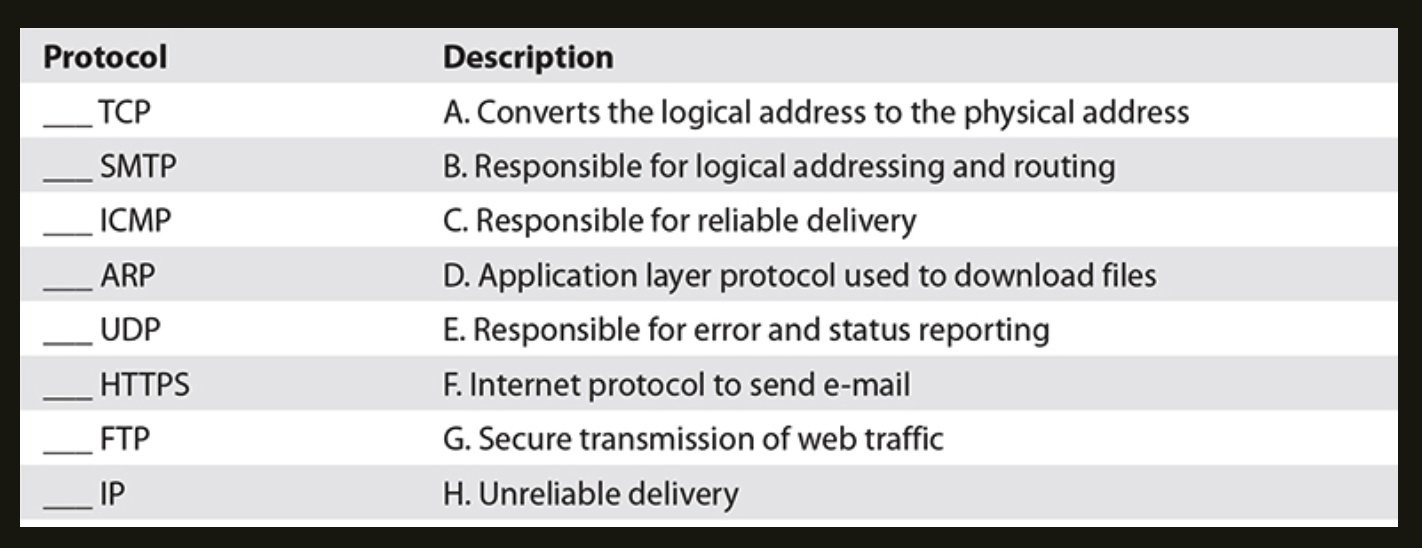 Protocol Description
___ TCP A. Converts the logical address to the physical address
___ SMTP B. Responsible for logical addressing and routing
___ ICMP C. Responsible for reliable delivery
___ ARP D. Application layer protocol used to download files
___ UDP E. Responsible for error and status reporting
___ HTTPS F. Internet protocol to send e-mail
___ FTP G. Secure transmission of web traffic
___ IP H. Unreliable delivery